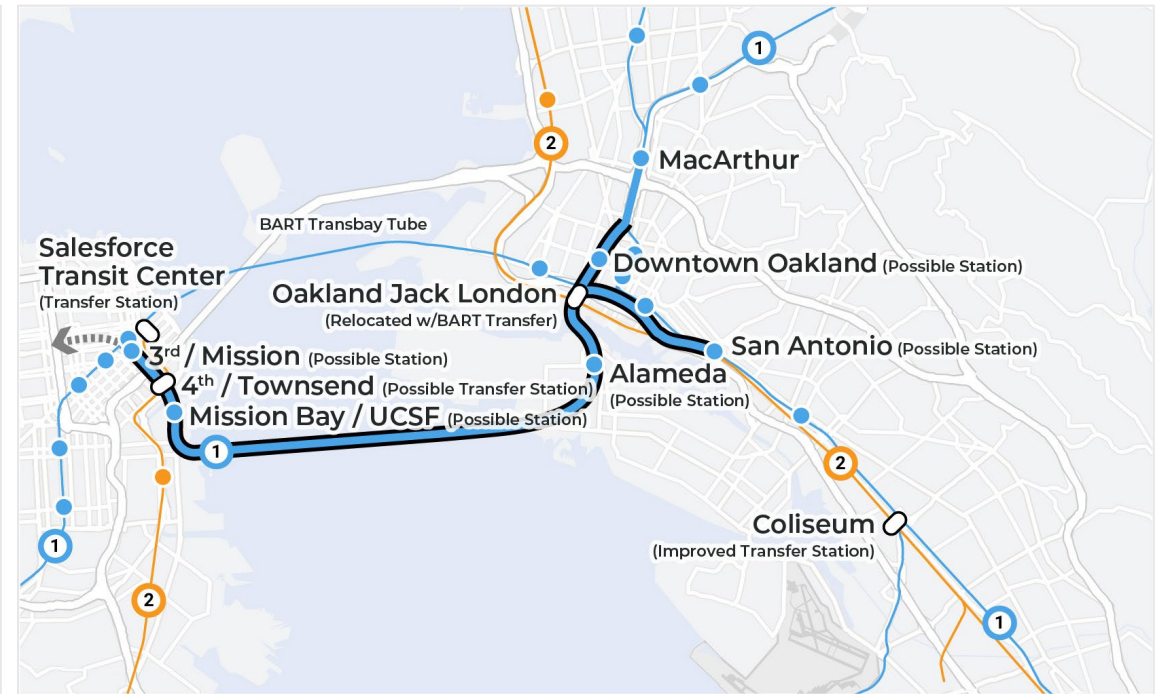 1
2
MacArthur
BART Transbay Tube
Salesforce
Transit Center
(Transfer Station)
Downtown Oakland (Possible Station)
Oakland Jack London
(Relocated w/BART Transfer)
3rd / Mission (Possible Station)
San Antonio (Possible Station)
4th / Townsend (Possible Transfer Station)
Alameda
(Possible Station)
Mission Bay / UCSF (Possible Station)
1
2
Coliseum
(Improved Transfer Station)
1
2
1